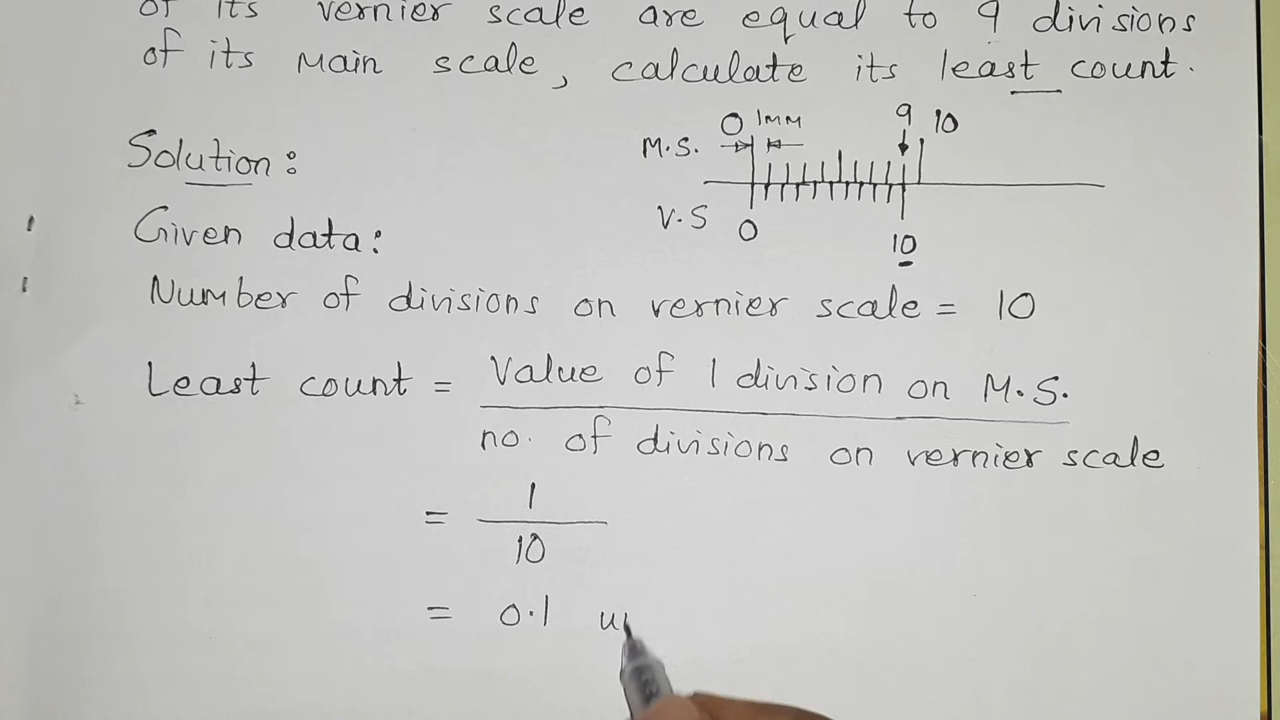 of its vernier scale are equal to 9 divisions
of its main scale, calculate its least count.
Solution:
0 1mm 9 10
M.S.
V.S 0 10
Given data:
Number of divisions on vernier scale = 10
Least count = Value of 1 division on M.S.
no. of divisions on vernier scale
= 1
10
= 0.1